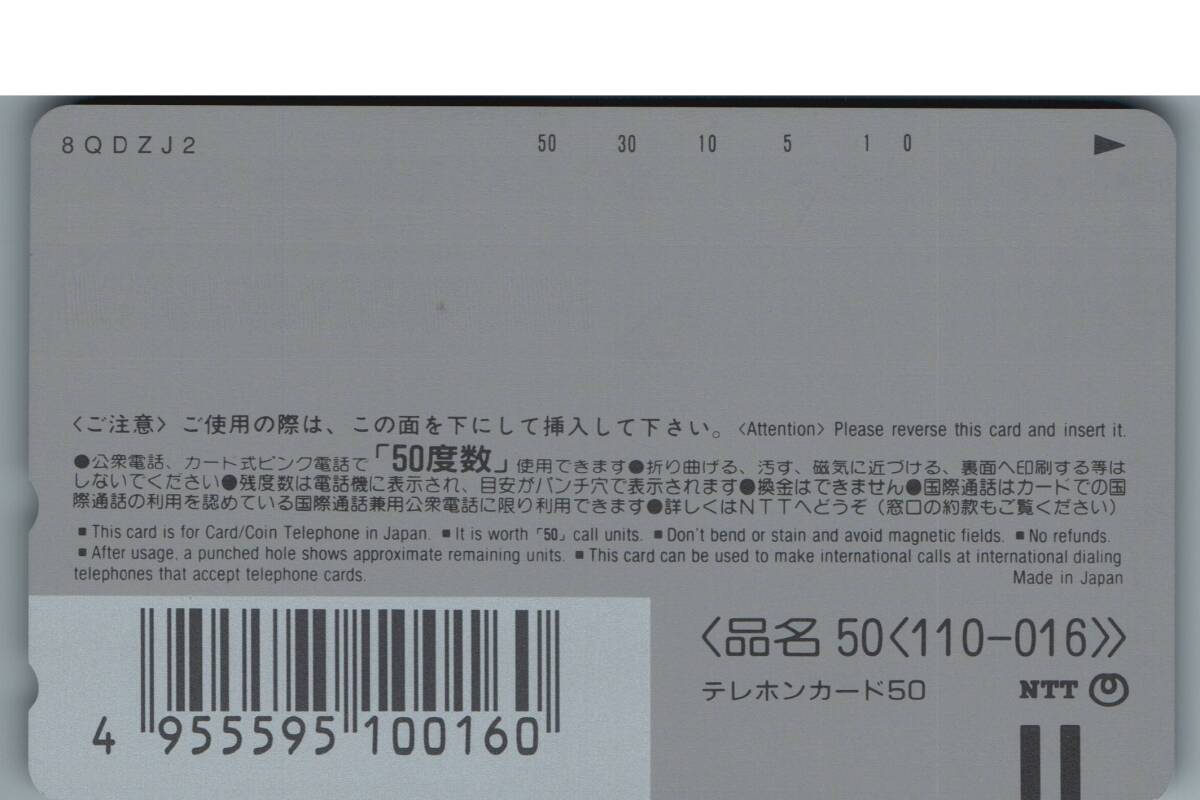 8QDZJ2 50 30 10 5 1 0 ▶
〈ご注意〉ご使用の際は、この面を下にして挿入して下さい。〈Attention〉Please reverse this card and insert it.
●公衆電話、カード式ピンク電話で「50度数」使用できます●折り曲げる、汚す、磁気に近づける、裏面へ印刷する等は
しないでください●残度数は電話機に表示され、目安がパンチ穴で表示されます●換金はできません●国際通話はカードでの国
際通話の利用を認めている国際通話兼用公衆電話に限り利用できます●詳しくはNTTへどうぞ（窓口の約款もご覧ください）
■This card is for Card/Coin Telephone in Japan. ■It is worth「50」call units. ■Don't bend or stain and avoid magnetic fields. ■No refunds.
■After usage, a punched hole shows approximate remaining units. ■This card can be used to make international calls at international dialing
telephones that accept telephone cards.
Made in Japan
4 955595 100160
〈品名 50〈110-016〉〉
テレホンカード50
NTT